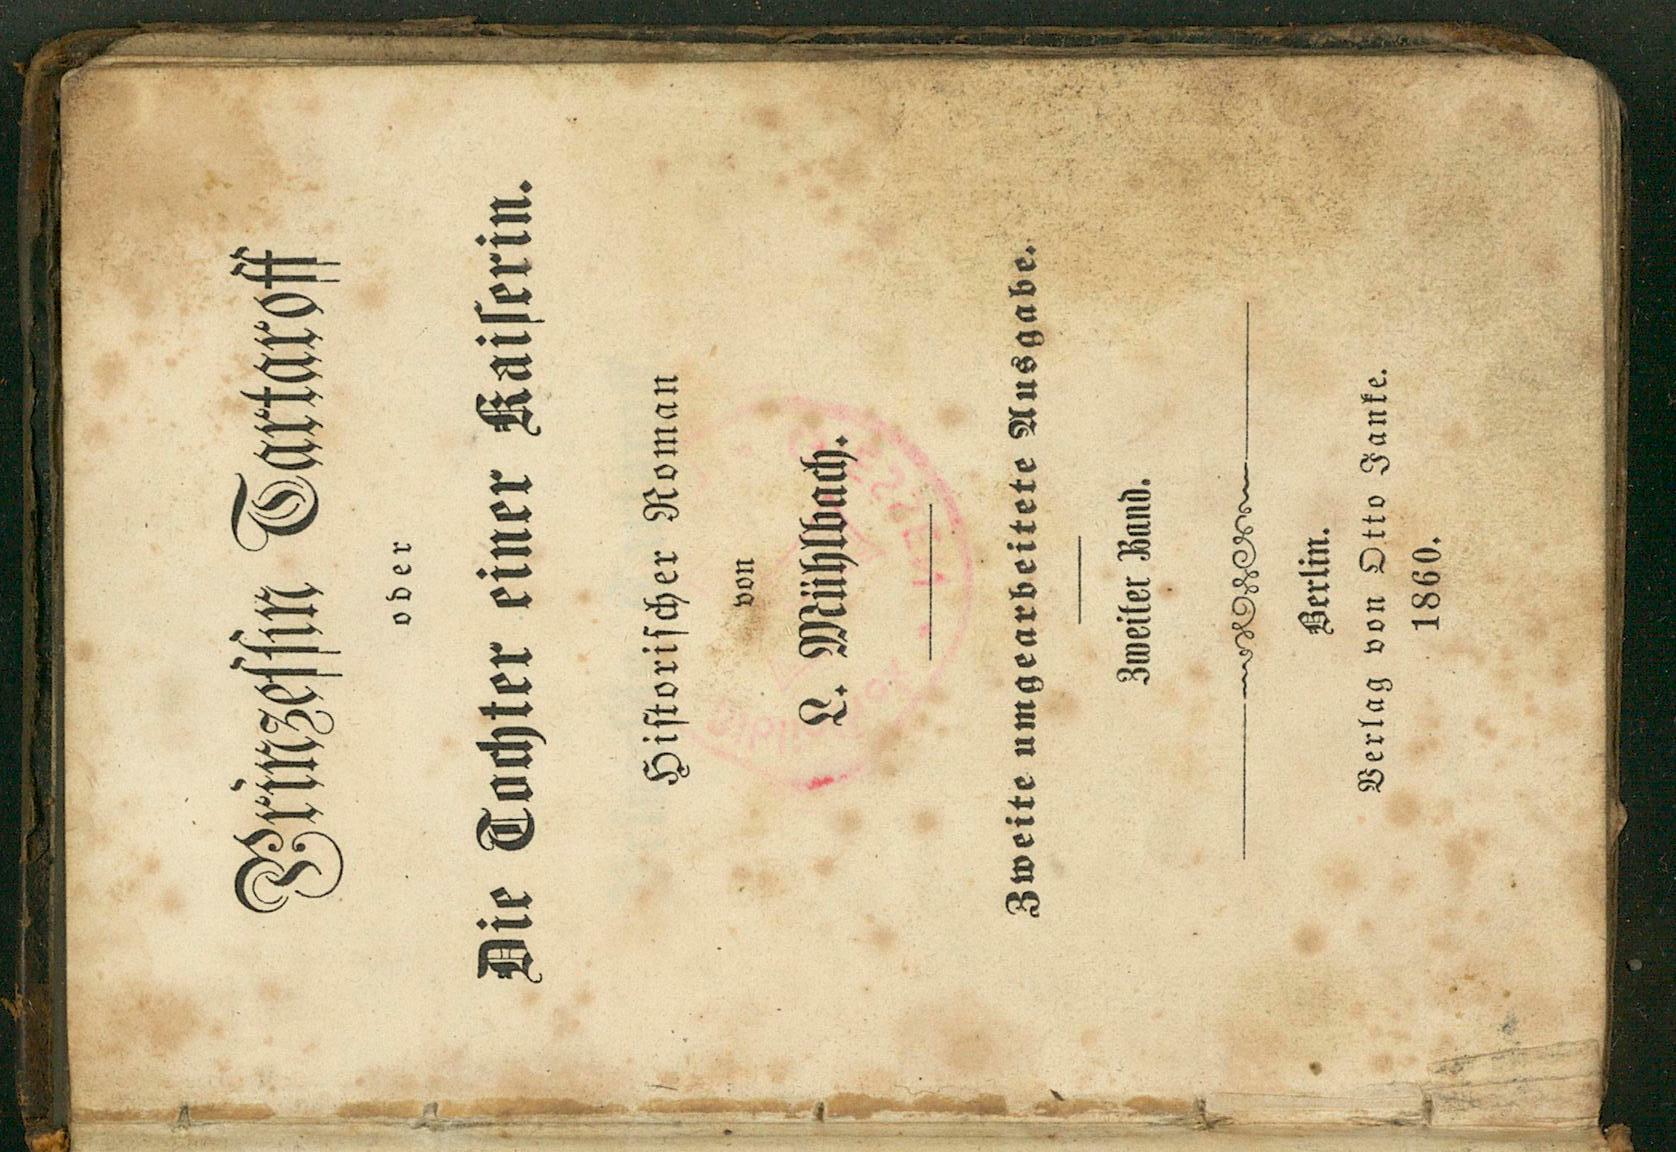 Prinzessin Tartaroff
oder
Die Tochter einer Kaiserin.
Historischer Roman
von
L. Mühlbach.
Zweite umgearbeitete Ausgabe.
Zweiter Band.
Berlin.
Verlag von Otto Janke.
1860.